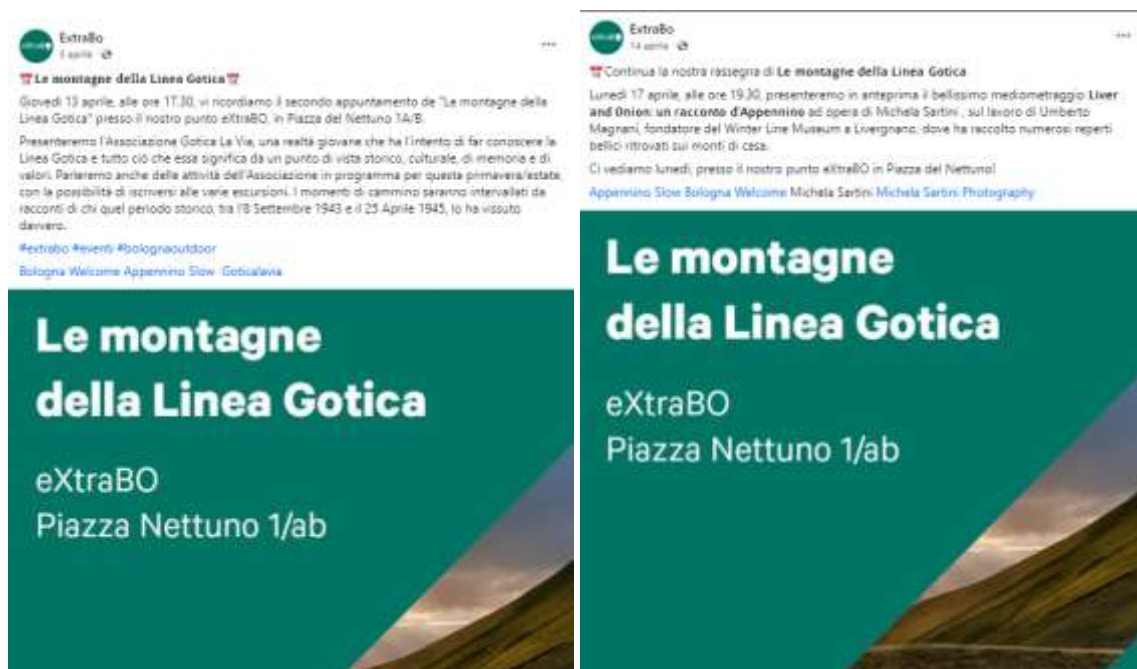 ExtraBo
aprile
Le montagne della Linea Gotica
Giovedì 13 aprile, alle ore 17.30, vi ricordiamo il secondo appuntamento de "Le montagne della
Linea Gotica" presso il nostro punto eXtraBO, in Piazza del Nettuno 1A/B.
Presenteremo l'Associazione Gotica La Via, una realtà giovane che ha l'intento di far conoscere la
Linea Gotica e tutto ciò che essa significa da un punto di vista storico, culturale, di memoria e di
valori. Parleremo anche delle attività dell'Associazione in programma per questa primavera/estate,
con la possibilità di iscriversi alle varie escursioni. I momenti di cammino saranno intervallati da
racconti di chi quel periodo storico, tra l'8 Settembre 1943 e il 25 Aprile 1945, lo ha vissuto
davvero.
#extrabo #eventi #bolognaoutdoor
Bologna Welcome Appennino Slow Goticalavia
Le montagne
della Linea Gotica
eXtraBO
Piazza Nettuno 1/ab
ExtraBo
14 aprile
Continua la nostra rassegna di Le montagne della Linea Gotica
Lunedì 17 aprile, alle ore 19.30, presenteremo in anteprima il bellissimo mediometraggio Liver
and Onion: un racconto d'Appennino ad opera di Michela Sartini , sul lavoro di Umberto
Magnani, fondatore del Winter Line Museum a Livergnano, dove ha raccolto numerosi reperti
bellici ritrovati sui monti di casa.
Ci vediamo lunedì, presso il nostro punto eXtraBO in Piazza del Nettuno!
Appennino Slow Bologna Welcome Michela Sartini Michela Sartini Photography
Le montagne
della Linea Gotica
eXtraBO
Piazza Nettuno 1/ab